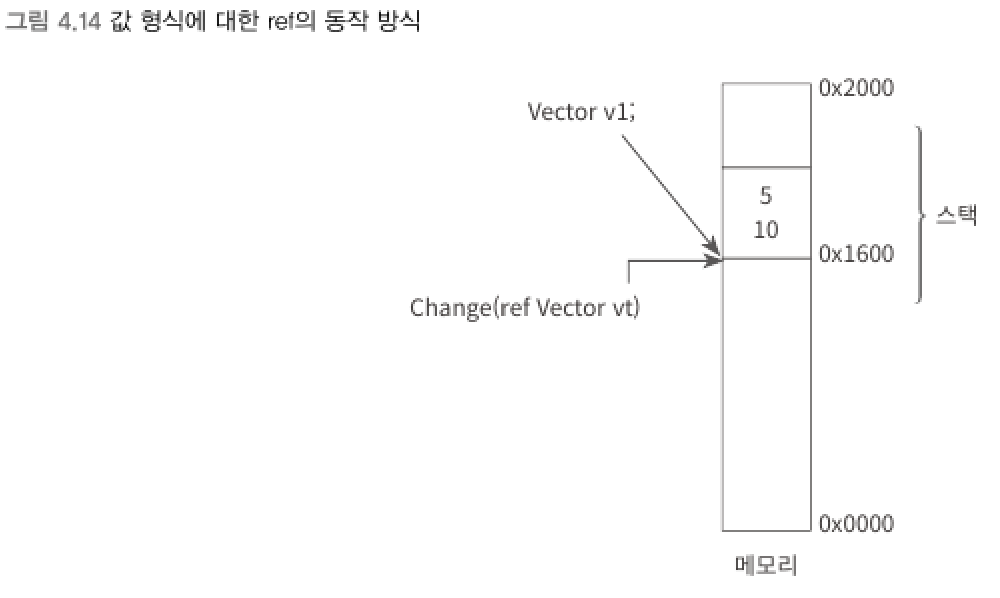 그림 4.14 값 형식에 대한 ref의 동작 방식
0x2000
Vector v1;
5
10
스택
0x1600
Change(ref Vector vt)
0x0000
메모리